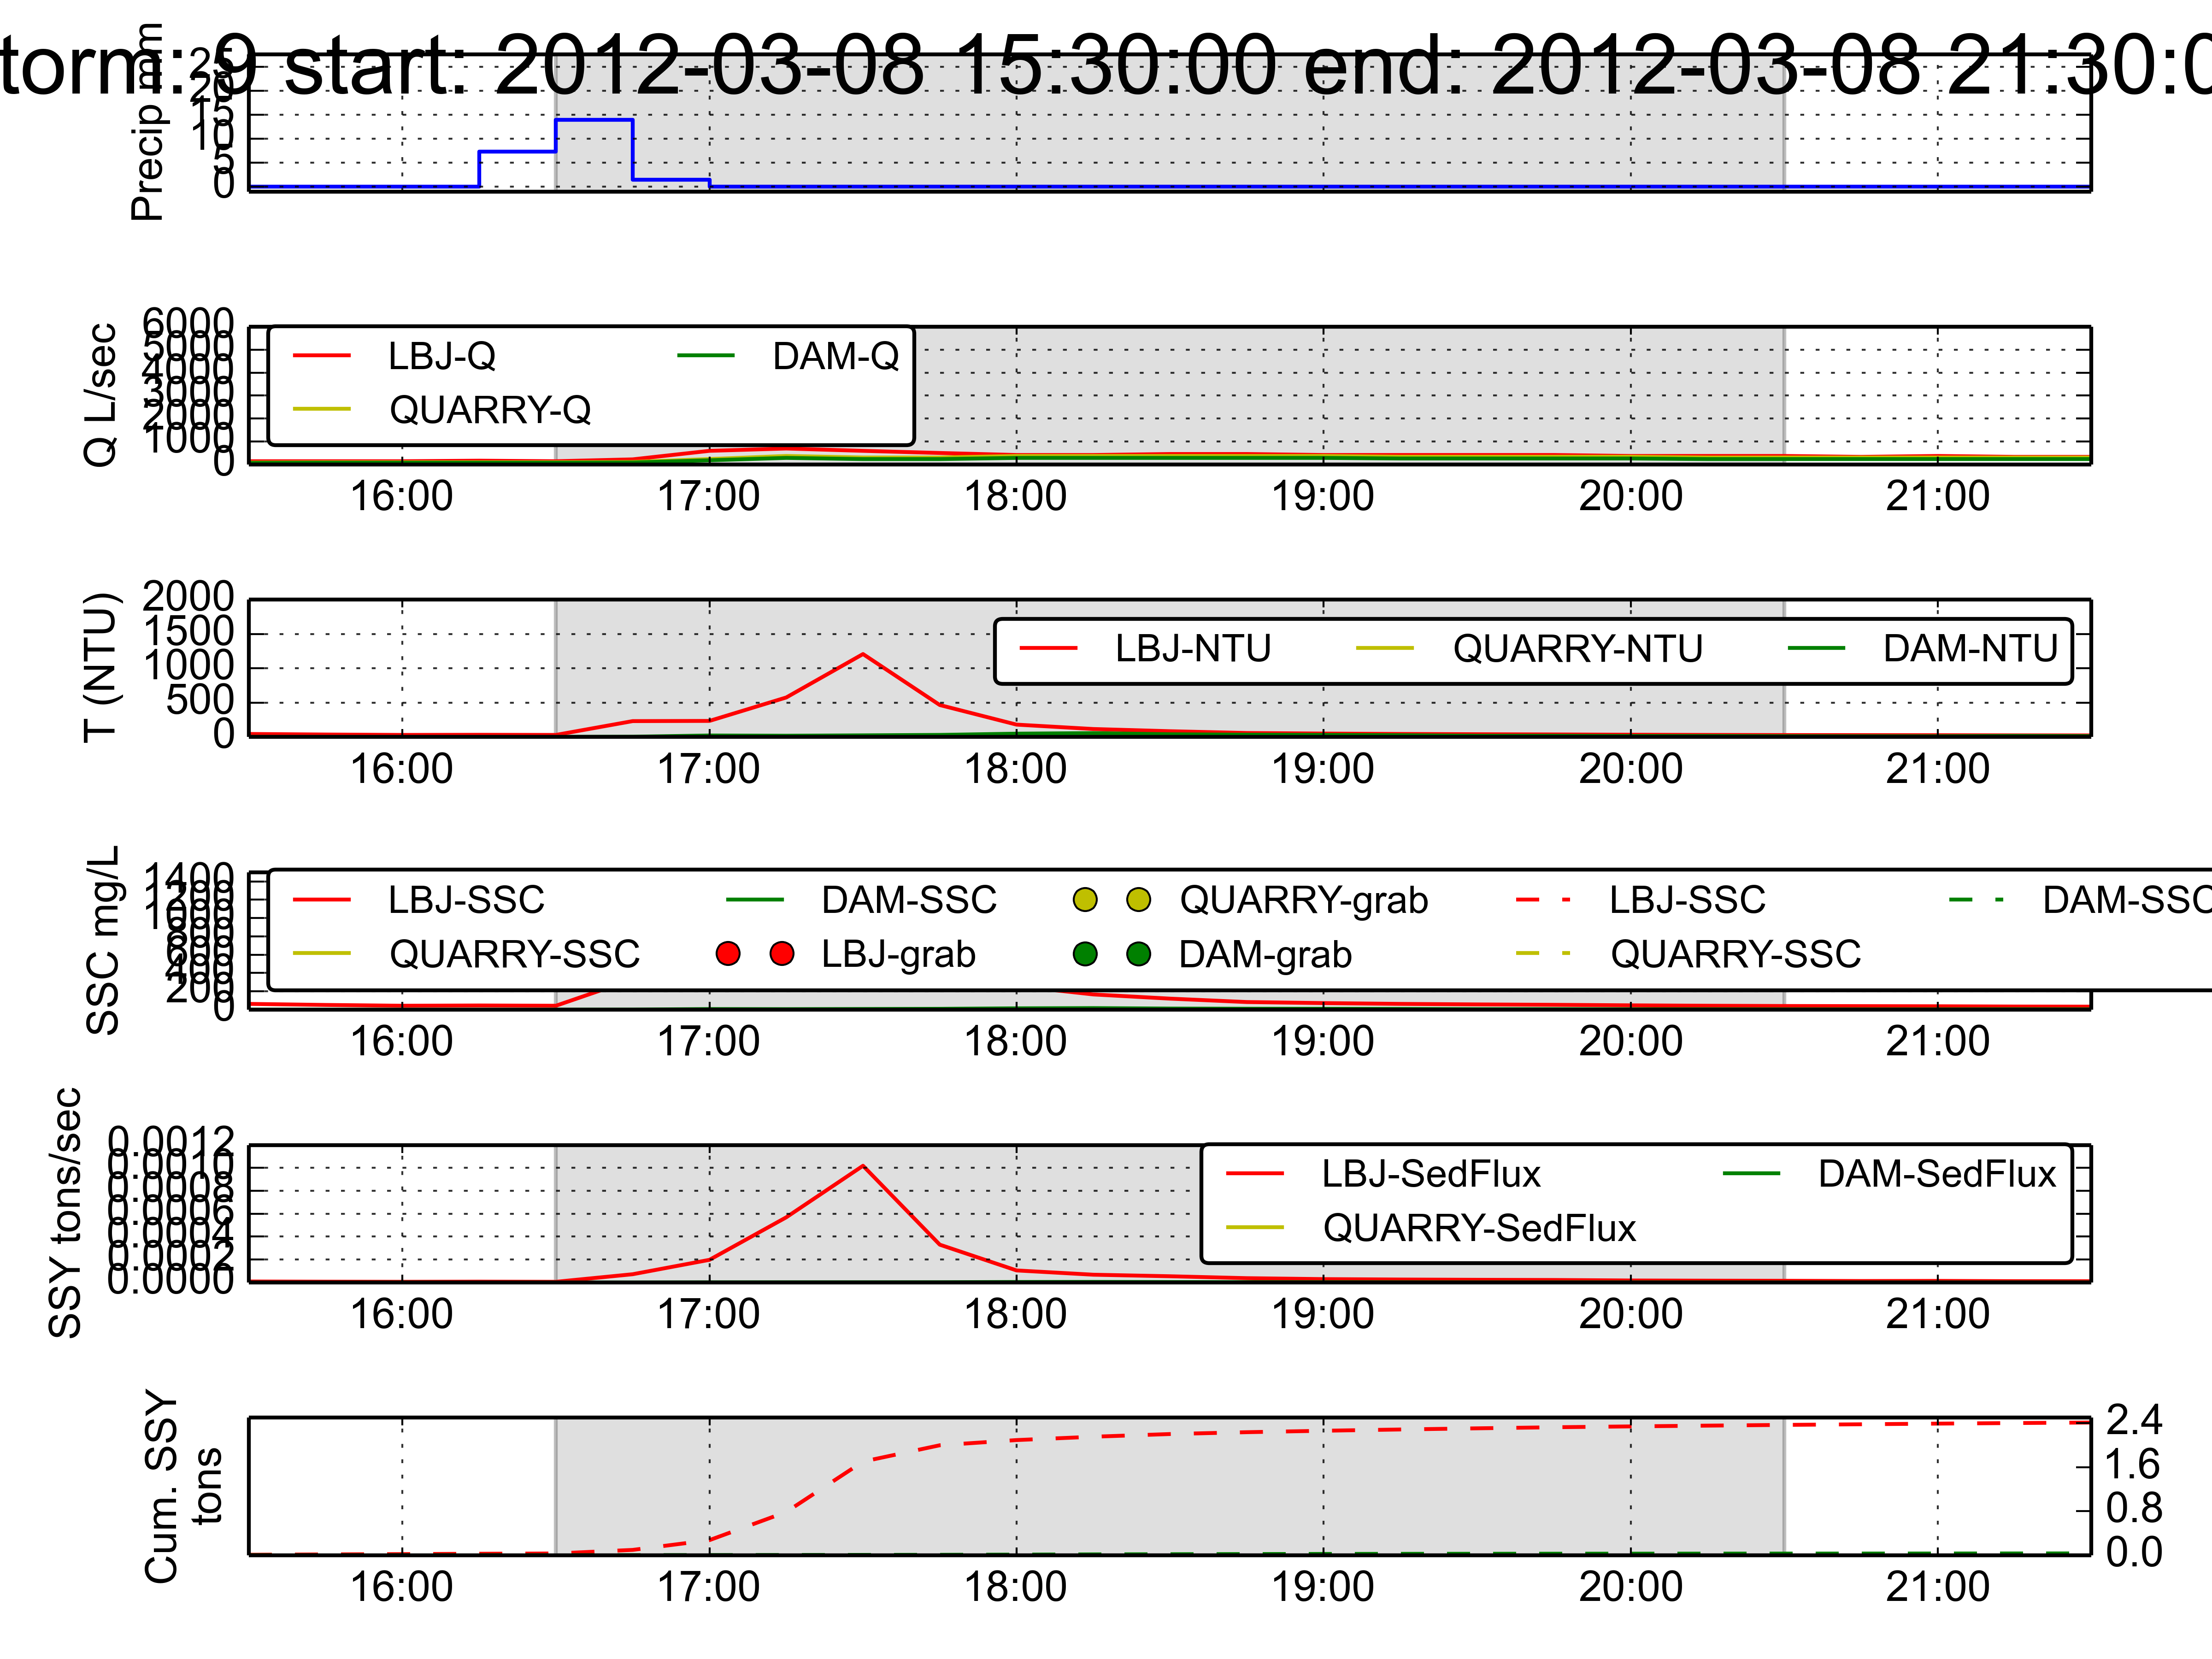 torm: 9 start: 2012-03-08 15:30:00 end: 2012-03-08 21:30:0
Precip mm
25
20
15
10
5
0
Q L/sec
6000
5000
4000
3000
2000
1000
0
LBJ-Q
DAM-Q
QUARRY-Q
16:00 17:00 18:00 19:00 20:00 21:00
T (NTU)
2000
1500
1000
500
0
LBJ-NTU
QUARRY-NTU
DAM-NTU
16:00 17:00 18:00 19:00 20:00 21:00
SSC mg/L
1400
1200
1000
800
600
400
200
0
LBJ-SSC
DAM-SSC
QUARRY-grab
LBJ-SSC
DAM-SSC
QUARRY-SSC
LBJ-grab
DAM-grab
QUARRY-SSC
16:00 17:00 18:00 19:00 20:00 21:00
SSY tons/sec
0.0012
0.0010
0.0008
0.0006
0.0004
0.0002
0.0000
LBJ-SedFlux
DAM-SedFlux
QUARRY-SedFlux
16:00 17:00 18:00 19:00 20:00 21:00
Cum. SSY
tons
2.4
1.6
0.8
0.0
16:00 17:00 18:00 19:00 20:00 21:00